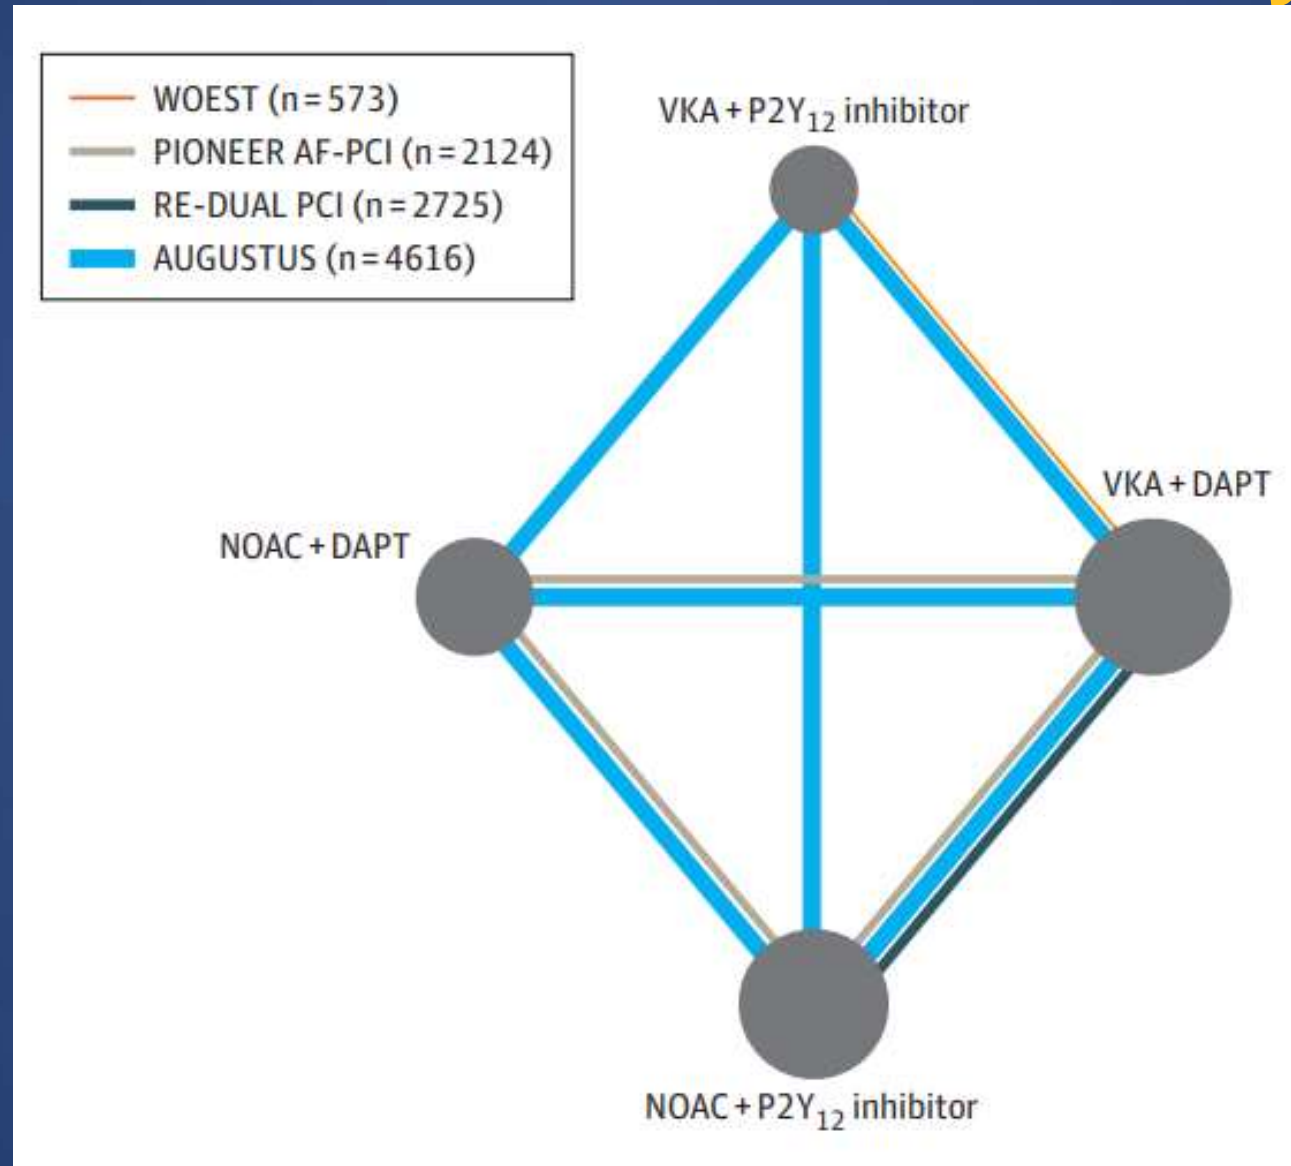 WOEST (n=573)
PIONEER AF-PCI (n=2124)
RE-DUAL PCI (n=2725)
AUGUSTUS (n=4616)
VKA + P2Y₁₂ inhibitor
VKA + DAPT
NOAC + DAPT
NOAC + P2Y₁₂ inhibitor